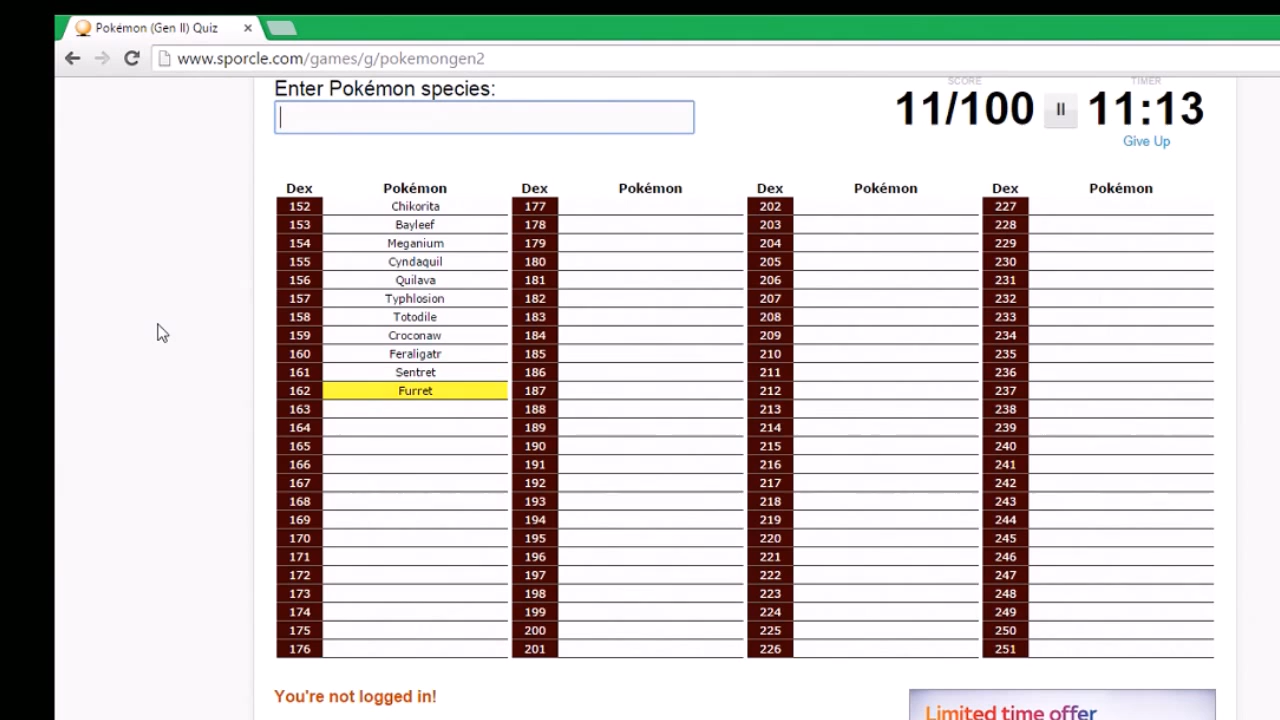 Pokémon (Gen II) Quiz
www.sporcle.com/games/g/pokemongen2
Enter Pokémon species:
SCORE
11/100
TIMER
11:13
Give Up
Dex Pokémon Dex Pokémon Dex Pokémon Dex Pokémon
152 Chikorita 177 202 227
153 Bayleef 178 203 228
154 Meganium 179 204 229
155 Cyndaquil 180 205 230
156 Quilava 181 206 231
157 Typhlosion 182 207 232
158 Totodile 183 208 233
159 Croconaw 184 209 234
160 Feraligatr 185 210 235
161 Sentret 186 211 236
162 Furret 187 212 237
163 188 213 238
164 189 214 239
165 190 215 240
166 191 216 241
167 192 217 242
168 193 218 243
169 194 219 244
170 195 220 245
171 196 221 246
172 197 222 247
173 198 223 248
174 199 224 249
175 200 225 250
176 201 226 251
You're not logged in!
Limited time offer